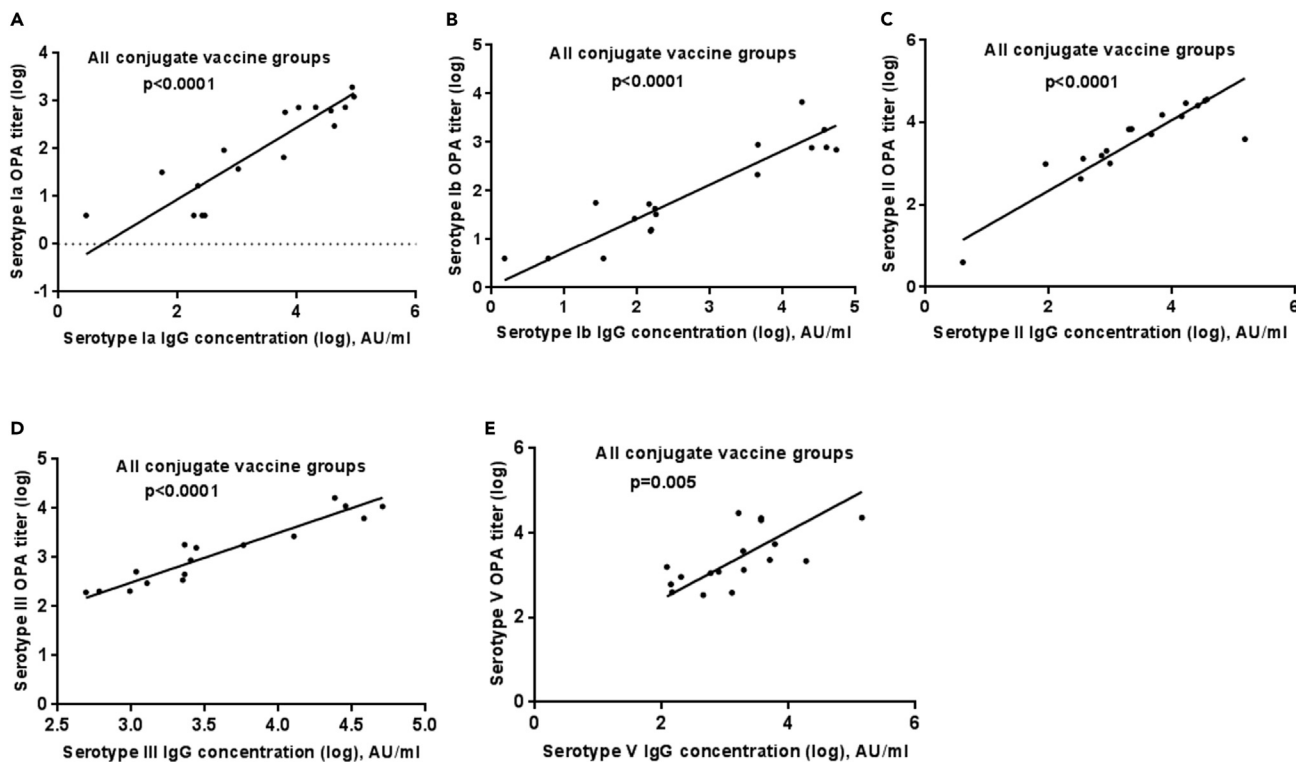 A
All conjugate vaccine groups
p<0.0001
Serotype Ia OPA titer (log)
4
3
2
1
0
-1
0
2
4
6
Serotype Ia IgG concentration (log), AU/ml
B
All conjugate vaccine groups
p<0.0001
Serotype Ib OPA titer (log)
5
4
3
2
1
0
0
1
2
3
4
5
Serotype Ib IgG concentration (log), AU/ml
C
All conjugate vaccine groups
p<0.0001
Serotype II OPA titer (log)
6
4
2
0
0
2
4
6
Serotype II IgG concentration (log), AU/ml
D
All conjugate vaccine groups
p<0.0001
Serotype III OPA titer (log)
5
4
3
2
1
0
2.5
3.0
3.5
4.0
4.5
5.0
Serotype III IgG concentration (log), AU/ml
E
All conjugate vaccine groups
p=0.005
Serotype V OPA titer (log)
6
4
2
0
0
2
4
6
Serotype V IgG concentration (log), AU/ml